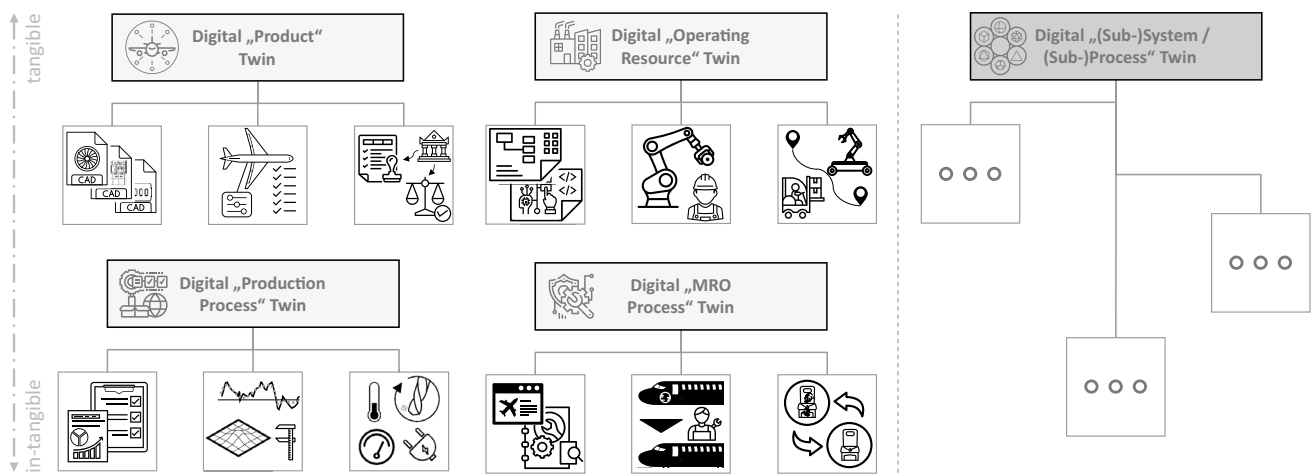 tangible
Digital „Product“
Twin
Digital „Operating
Resource“ Twin
Digital „(Sub-)System /
(Sub-)Process“ Twin
CAD
CAD
CAD
</>
</>
in-tangible
Digital „Production
Process“ Twin
Digital „MRO
Process“ Twin